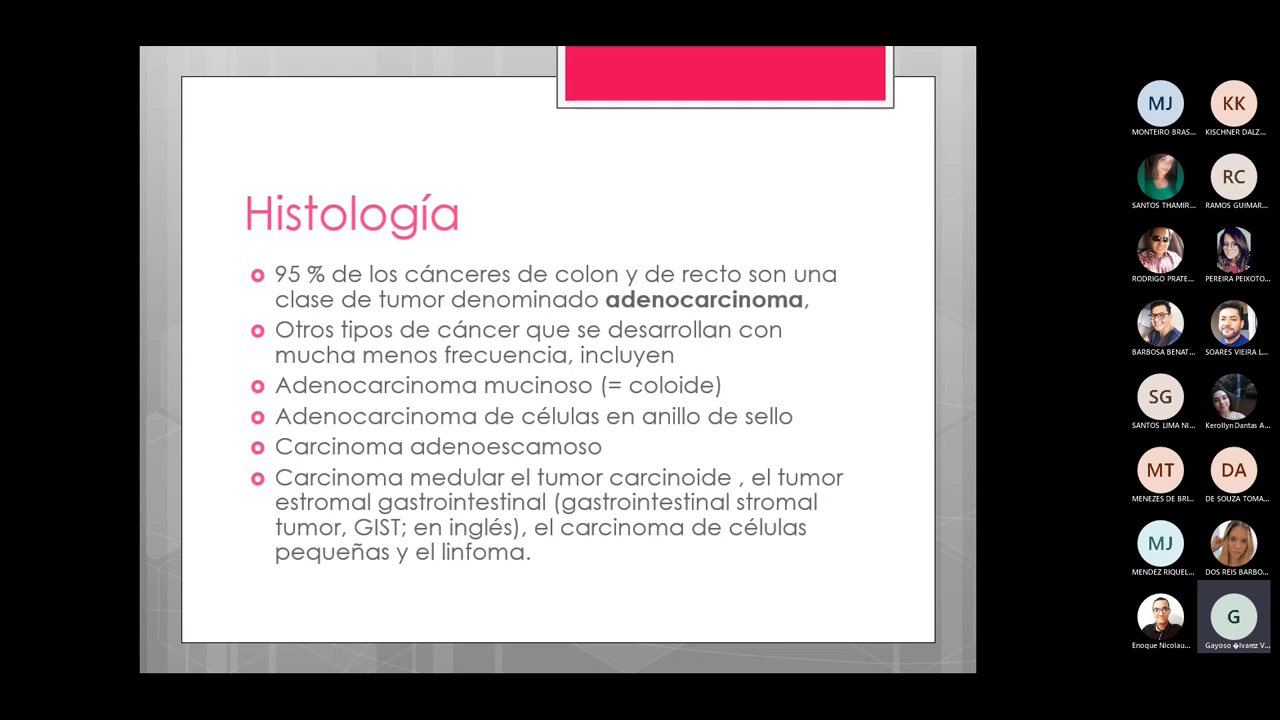 Histología
95 % de los cánceres de colon y de recto son una
clase de tumor denominado adenocarcinoma,
Otros tipos de cáncer que se desarrollan con
mucha menos frecuencia, incluyen
Adenocarcinoma mucinoso (= coloide)
Adenocarcinoma de células en anillo de sello
Carcinoma adenoescamoso
Carcinoma medular el tumor carcinoide , el tumor
estromal gastrointestinal (gastrointestinal stromal
tumor, GIST; en inglés), el carcinoma de células
pequeñas y el linfoma.
MJ
MONTEIRO BRAS...
KK
KISCHNER DALZ...
SANTOS THAMIR...
RC
RAMOS GUIMAR...
RODRIGO PRATE...
PEREIRA PEIXOTO...
BARBOSA BENAT...
SOARES VIEIRA L...
SG
SANTOS LIMA NI...
Kerollyn Dantas A...
MT
MENEZES DE BRI...
DA
DE SOUZA TOMA...
MJ
MENDEZ RIQUEL...
DOS REIS BARBO...
Enoque Nicolau...
G
Gayoso �lvarez V...